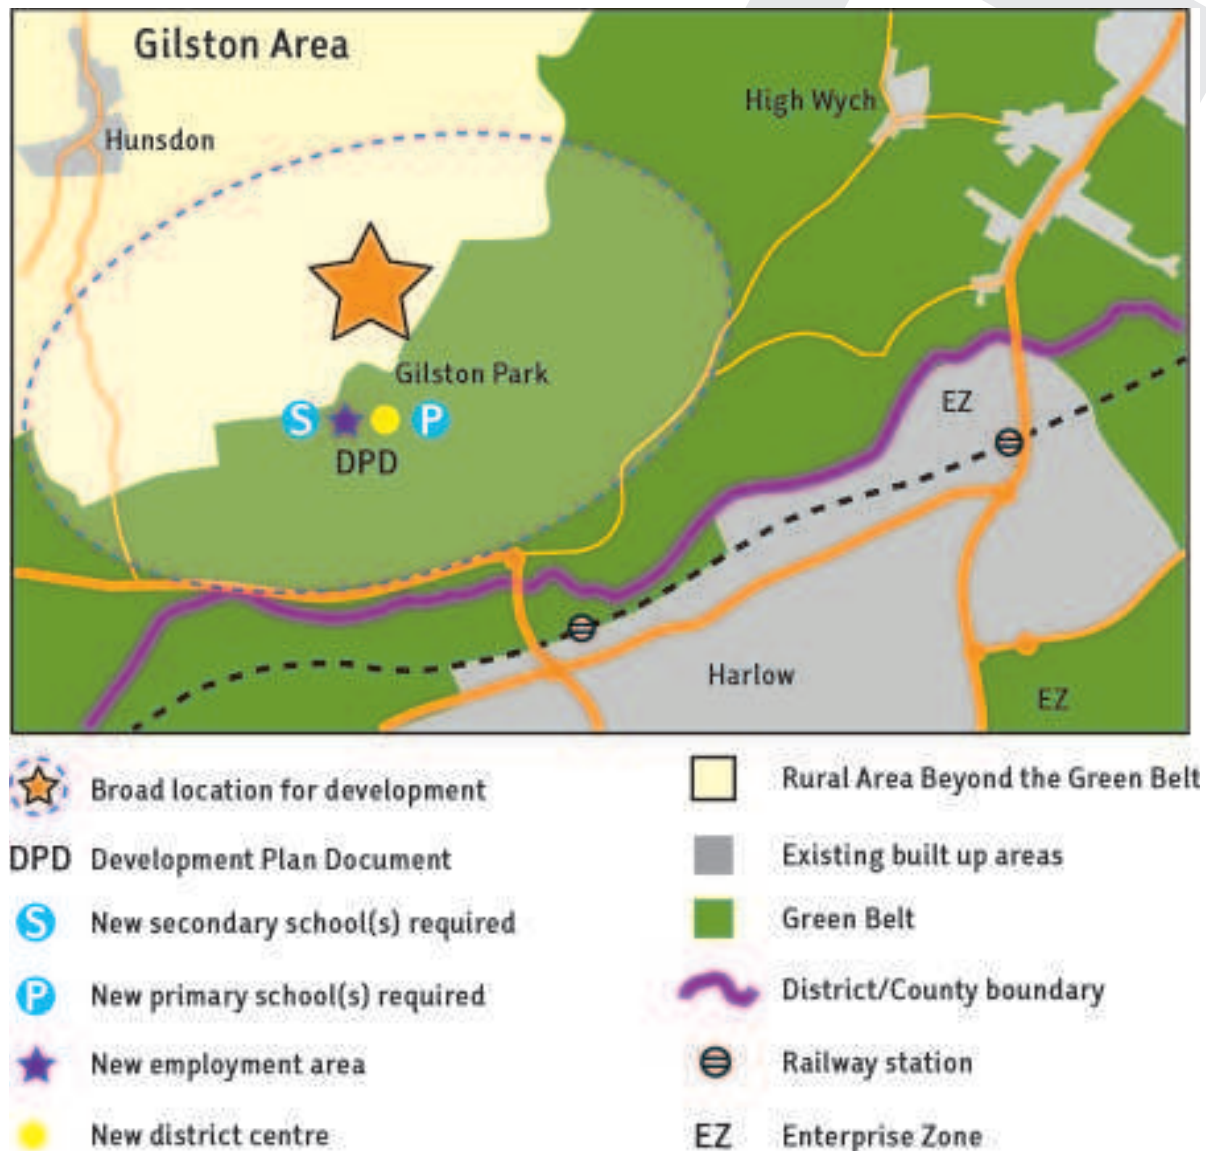 Gilston Area
High Wych
Hunsdon
Gilston Park
EZ
S
P
DPD
Harlow
EZ
Broad location for development
DPD Development Plan Document
S New secondary school(s) required
P New primary school(s) required
New employment area
New district centre
Rural Area Beyond the Green Belt
Existing built up areas
Green Belt
District/County boundary
Railway station
EZ Enterprise Zone